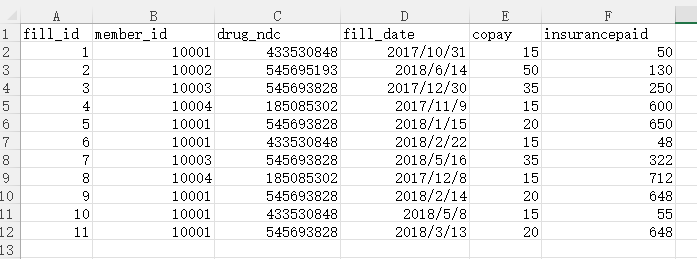 A B C D E F
1 fill_id member_id drug_ndc fill_date copay insurancepaid
2 1 10001 433530848 2017/10/31 15 50
3 2 10002 545695193 2018/6/14 50 130
4 3 10003 545693828 2017/12/30 35 250
5 4 10004 185085302 2017/11/9 15 600
6 5 10001 545693828 2018/1/15 20 650
7 6 10001 433530848 2018/2/22 15 48
8 7 10003 545693828 2018/5/16 35 322
9 8 10004 185085302 2017/12/8 15 712
10 9 10001 545693828 2018/2/14 20 648
11 10 10001 433530848 2018/5/8 15 55
12 11 10001 545693828 2018/3/13 20 648
13